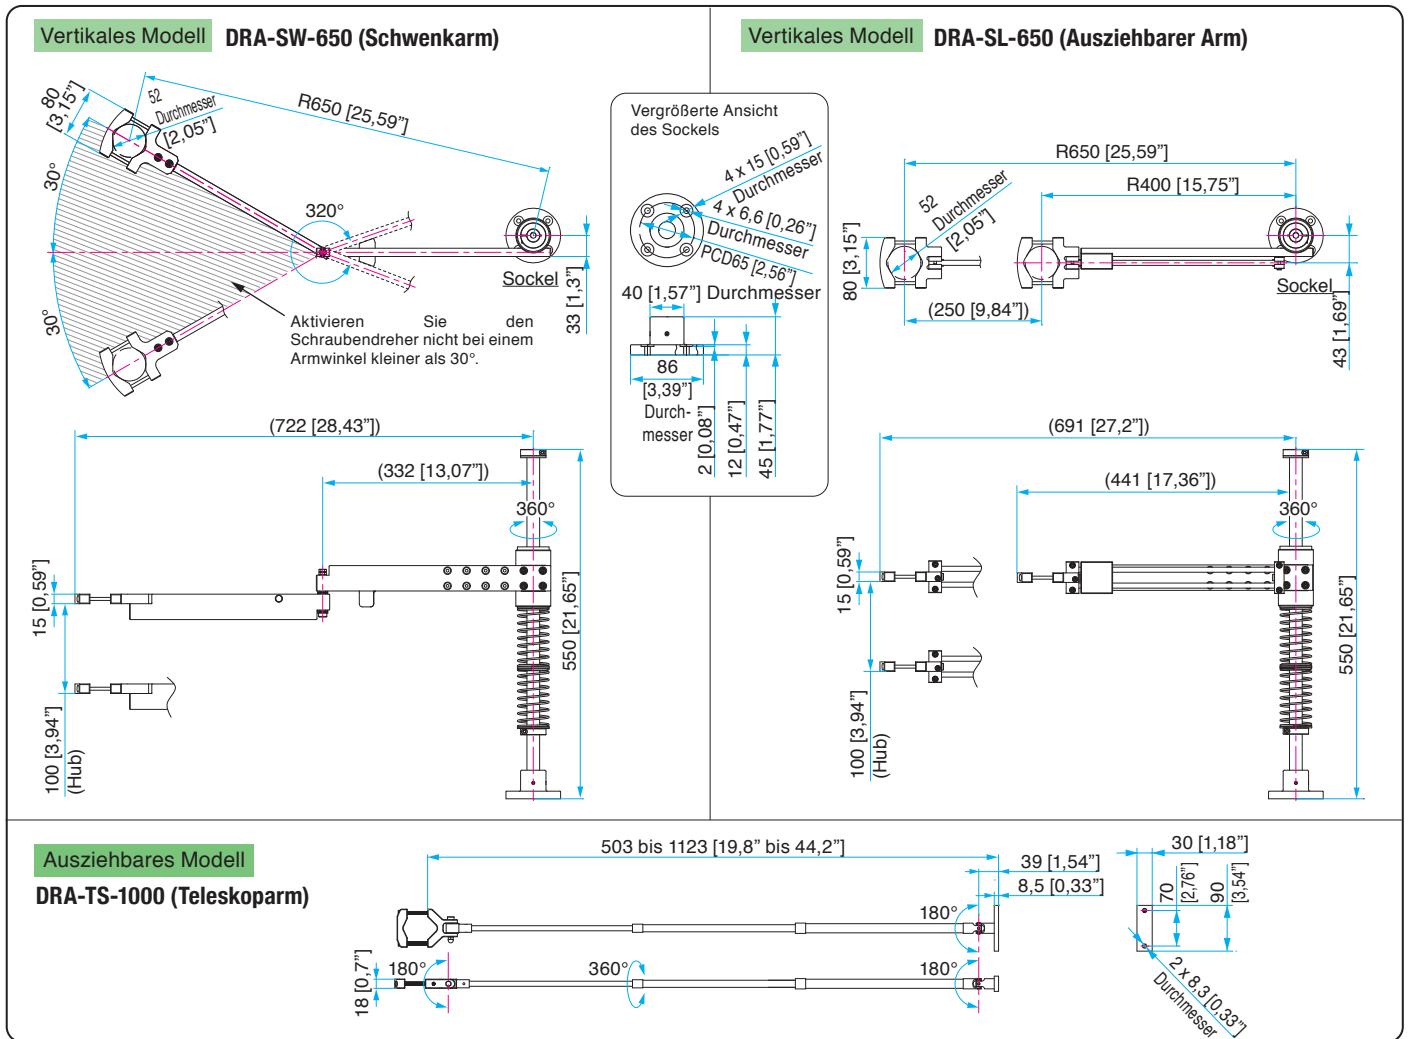 Vertikales Modell DRA-SW-650 (Schwenkarm)
80
[3,15”]
52
Durchmesser
[2,05”]
R650 [25,59”]
30°
30°
320°
Sockel
33 [1,3”]
Aktivieren Sie den
Schraubendreher nicht bei einem
Armwinkel kleiner als 30°.
(722 [28,43”])
(332 [13,07”])
360°
15 [0,59”]
100 [3,94”]
(Hub)
550 [21,65”]
Vergrößerte Ansicht
des Sockels
4 x 15 [0,59”]
Durchmesser
4 x 6,6 [0,26”]
Durchmesser
PCD65 [2,56”]
40 [1,57”] Durchmesser
86
[3,39”]
Durch-
messer
2 [0,08”]
12 [0,47”]
45 [1,77”]
Vertikales Modell DRA-SL-650 (Ausziehbarer Arm)
R650 [25,59”]
R400 [15,75”]
52
Durchmesser
[2,05”]
80 [3,15”]
(250 [9,84”])
Sockel
43 [1,69”]
(691 [27,2”])
(441 [17,36”])
360°
15 [0,59”]
100 [3,94”]
(Hub)
550 [21,65”]
Ausziehbares Modell
DRA-TS-1000 (Teleskoparm)
503 bis 1123 [19,8” bis 44,2”]
39 [1,54”]
8,5 [0,33”]
180°
18 [0,7”]
180°
360°
180°
30 [1,18”]
70
[2,76”]
90
[3,54”]
2 x 8,3 [0,33”]
Durchmesser